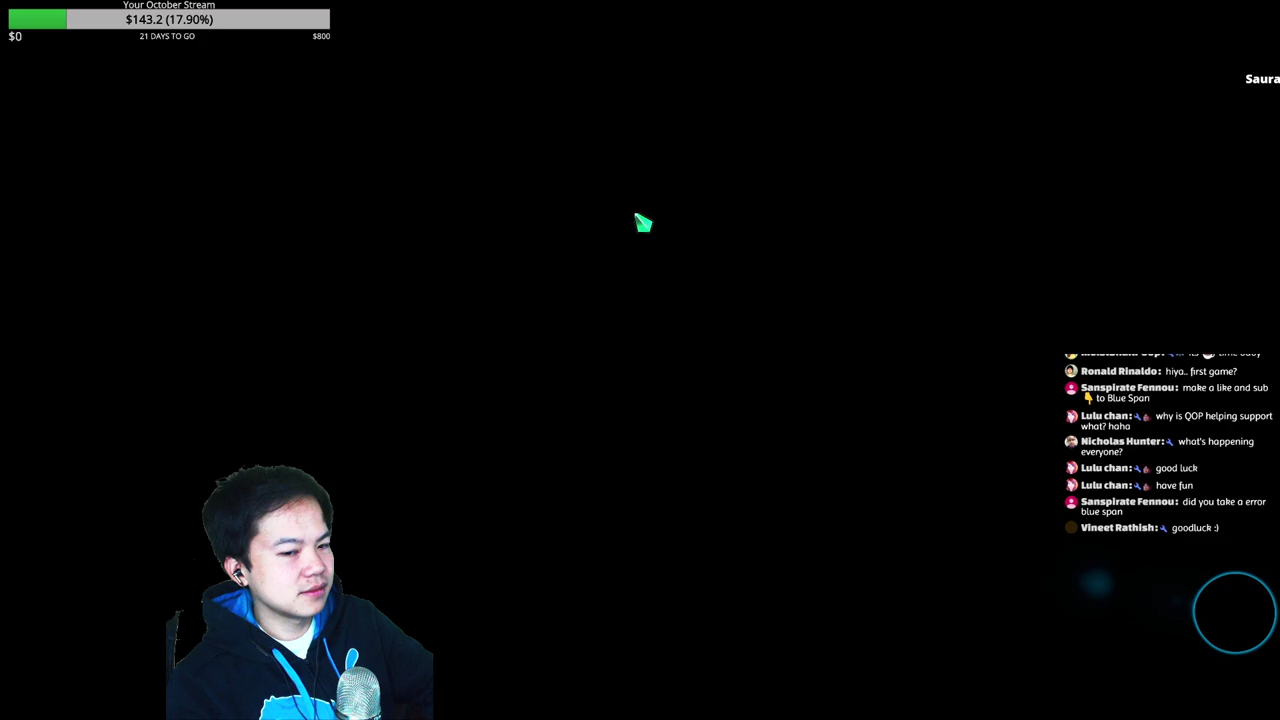 Your October Stream
$143.2 (17.90%)
$0
21 DAYS TO GO
$800
Saura
Ronald Rinaldo: hiya.. first game?
Sanspirate Fennou: make a like and sub
👇 to Blue Span
Lulu chan: why is QOP helping support
what? haha
Nicholas Hunter: what's happening
everyone?
Lulu chan: good luck
Lulu chan: have fun
Sanspirate Fennou: did you take a error
blue span
Vineet Rathish: goodluck :)